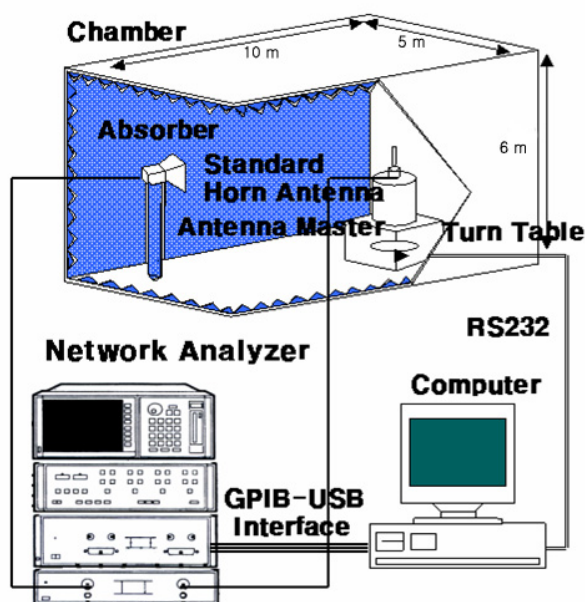 Chamber
10 m
5 m
Absorber
6 m
Standard
Horn Antenna
Antenna Master
Turn Table
RS232
Network Analyzer
Computer
GPIB-USB
Interface